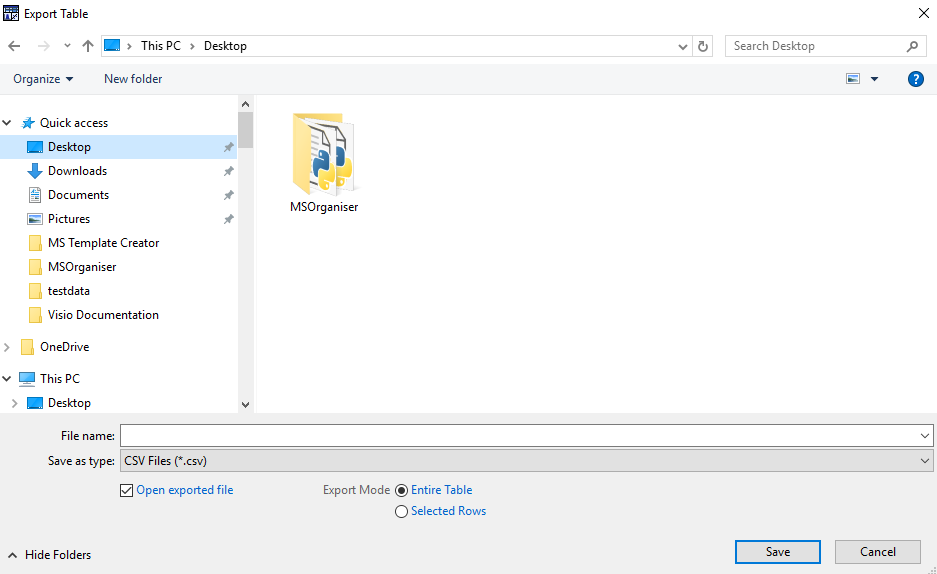 Export Table
This PC
Desktop
Search Desktop
Organize
New folder
?
Quick access
Desktop
Downloads
Documents
Pictures
MS Template Creator
MSOrganiser
testdata
Visio Documentation
OneDrive
This PC
Desktop
MSOrganiser
File name:
Save as type: CSV Files (*.csv)
Open exported file
Export Mode Entire Table
Selected Rows
Hide Folders
Save
Cancel